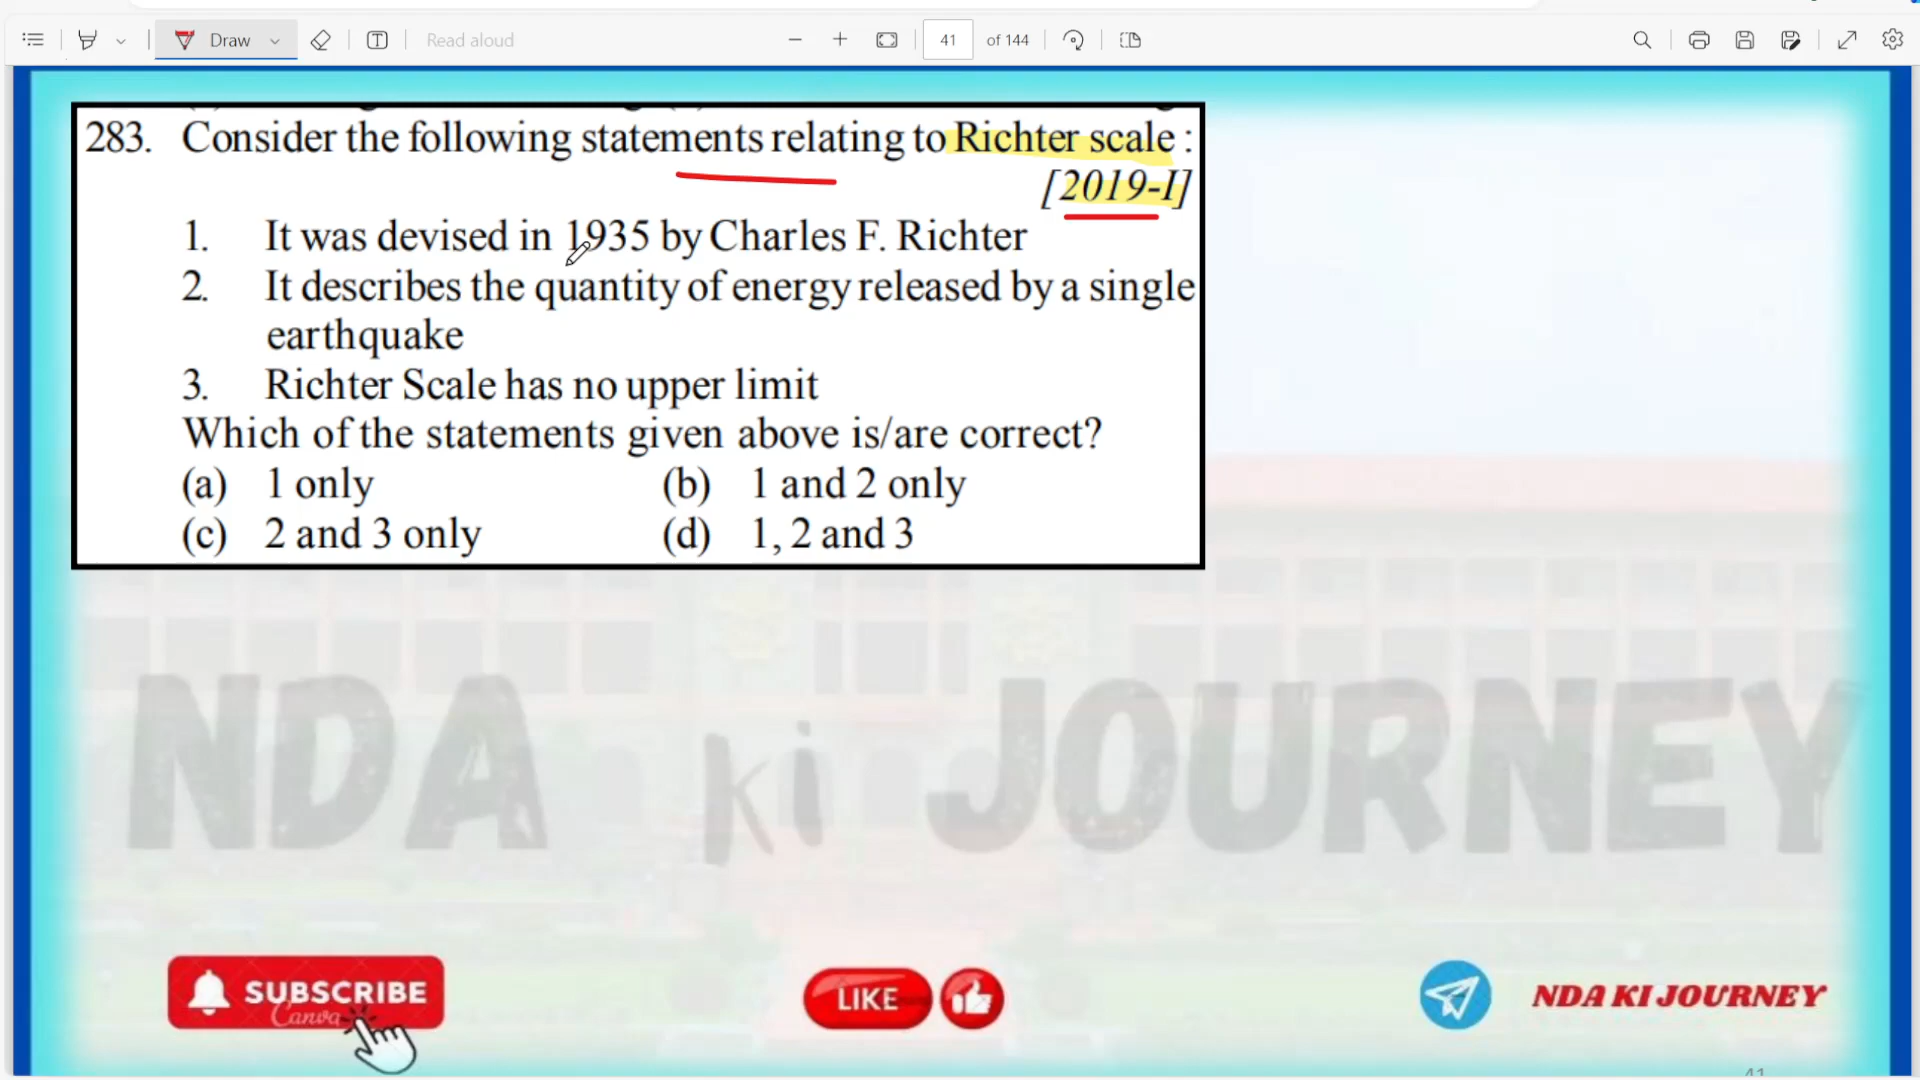 Draw
Read aloud
41
of 144
283. Consider the following statements relating to Richter scale :
[2019-I]
1. It was devised in 1935 by Charles F. Richter
2. It describes the quantity of energy released by a single
earthquake
3. Richter Scale has no upper limit
Which of the statements given above is/are correct?
(a) 1 only (b) 1 and 2 only
(c) 2 and 3 only (d) 1, 2 and 3
NDA ki JOURNEY
SUBSCRIBE
Canva
LIKE
NDA KI JOURNEY